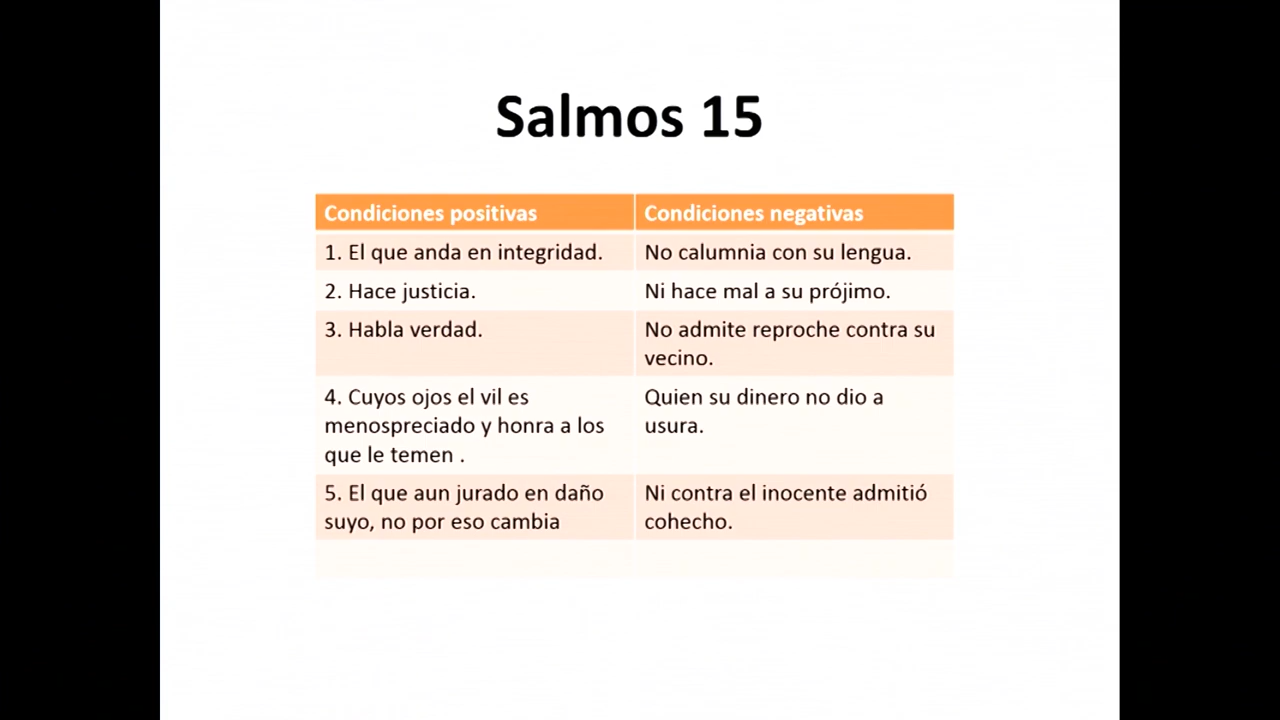 Salmos 15
Condiciones positivas
Condiciones negativas
1. El que anda en integridad.
No calumnia con su lengua.
2. Hace justicia.
Ni hace mal a su prójimo.
3. Habla verdad.
No admite reproche contra su
vecino.
4. Cuyos ojos el vil es
menospreciado y honra a los
que le temen .
Quien su dinero no dio a
usura.
5. El que aun jurado en daño
suyo, no por eso cambia
Ni contra el inocente admitió
cohecho.